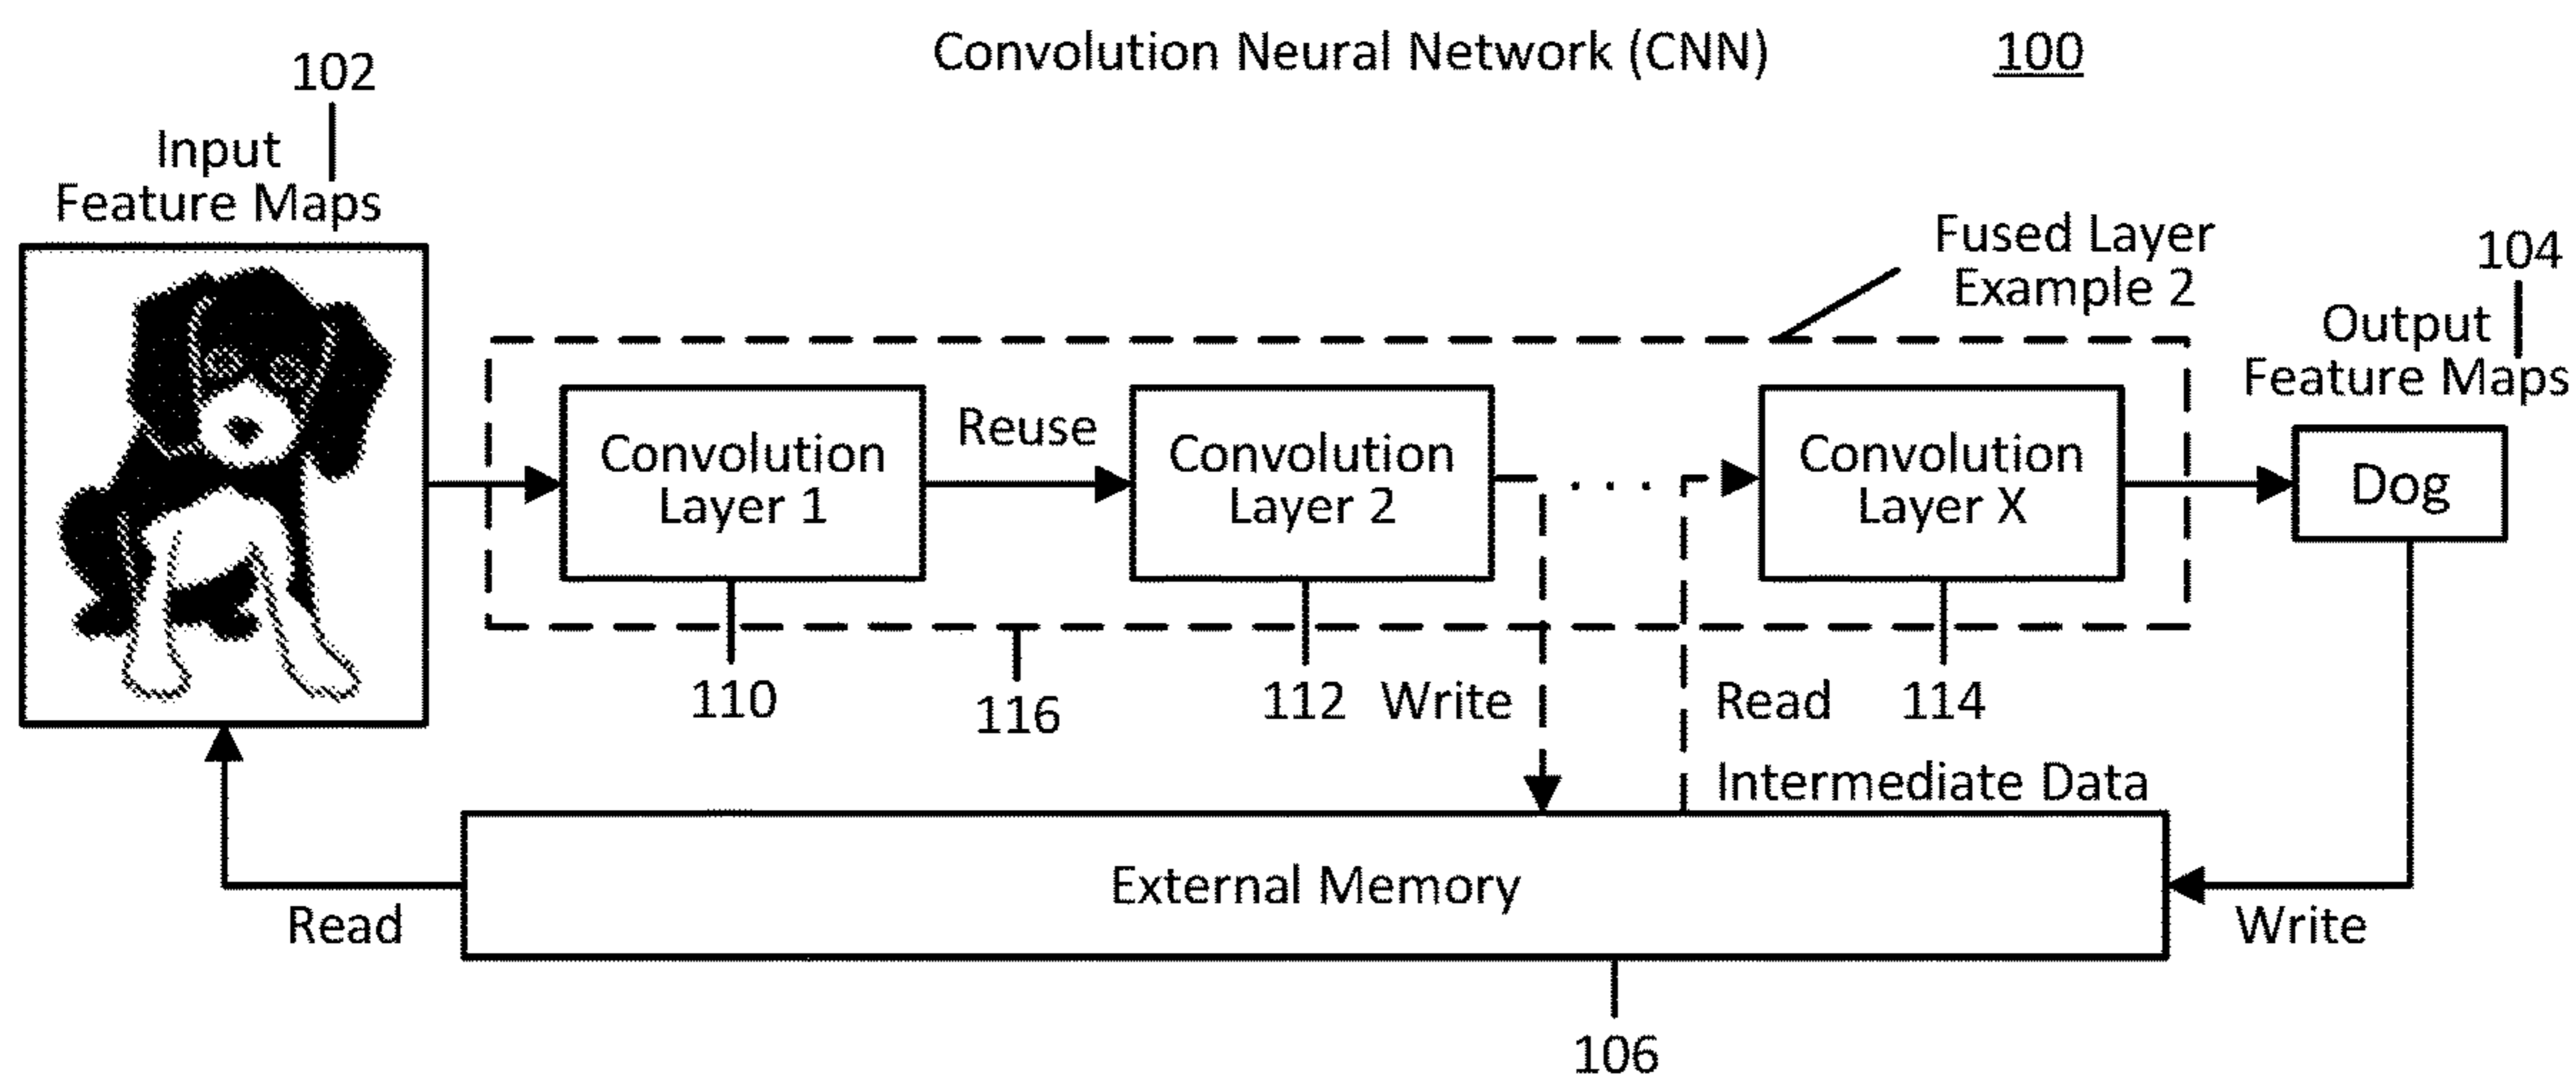 Convolution Neural Network (CNN) 100
102
Input
Feature Maps
Fused Layer
Example 2
104
Output
Feature Maps
Convolution
Layer 1
Reuse
Convolution
Layer 2
. . .
Convolution
Layer X
Dog
110
116
112
Write
Read
114
Intermediate Data
External Memory
Read
Write
106